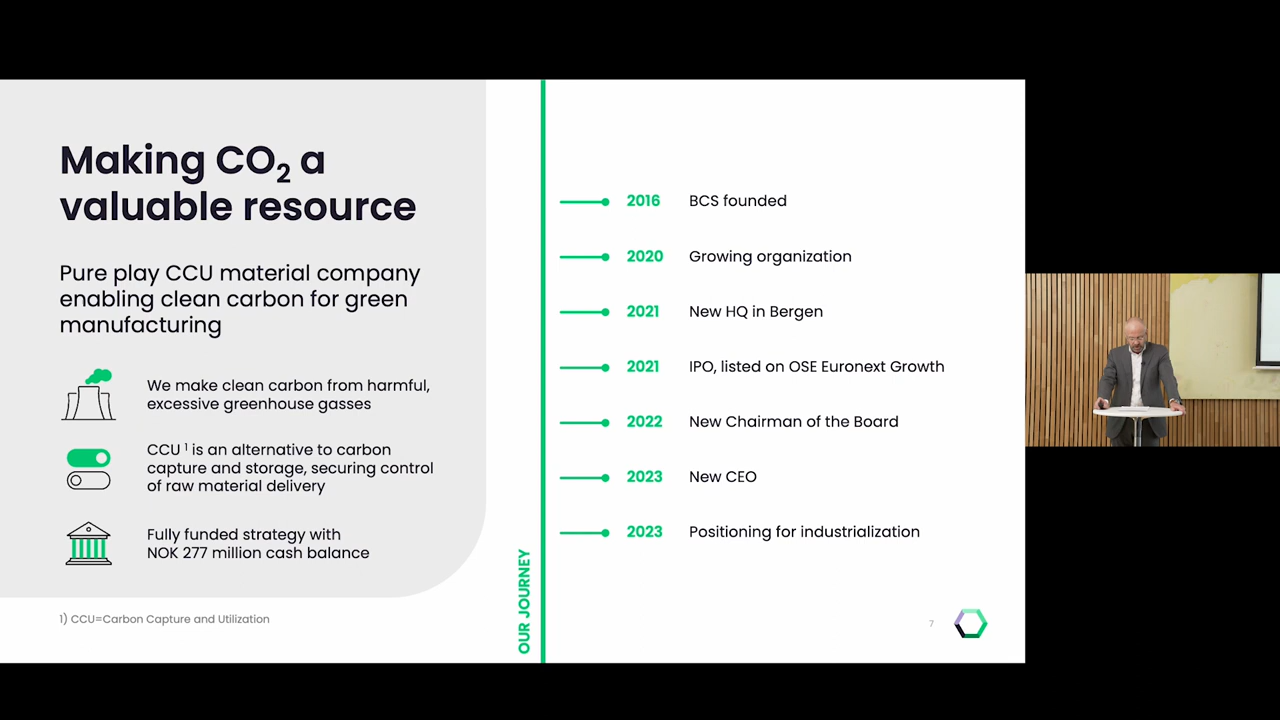 Making CO₂ a
valuable resource
Pure play CCU material company
enabling clean carbon for green
manufacturing
We make clean carbon from harmful,
excessive greenhouse gasses
CCU ¹ is an alternative to carbon
capture and storage, securing control
of raw material delivery
Fully funded strategy with
NOK 277 million cash balance
1) CCU=Carbon Capture and Utilization
OUR JOURNEY
2016 BCS founded
2020 Growing organization
2021 New HQ in Bergen
2021 IPO, listed on OSE Euronext Growth
2022 New Chairman of the Board
2023 New CEO
2023 Positioning for industrialization
7